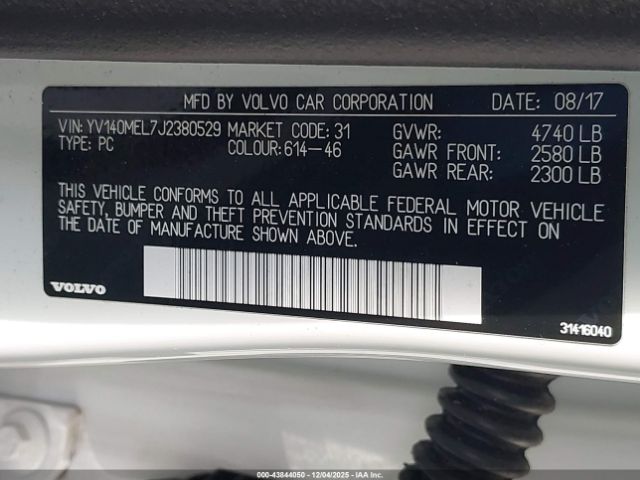 MFD BY VOLVO CAR CORPORATION DATE: 08/17
VIN: YV140MEL7J2380529 MARKET CODE: 31 GVWR: 4740 LB
TYPE: PC COLOUR: 614-46 GAWR FRONT: 2580 LB
GAWR REAR: 2300 LB
THIS VEHICLE CONFORMS TO ALL APPLICABLE FEDERAL MOTOR VEHICLE
SAFETY, BUMPER AND THEFT PREVENTION STANDARDS IN EFFECT ON
THE DATE OF MANUFACTURE SHOWN ABOVE.
VOLVO
31416040
000-43844050 - 12/04/2025 - IAADC